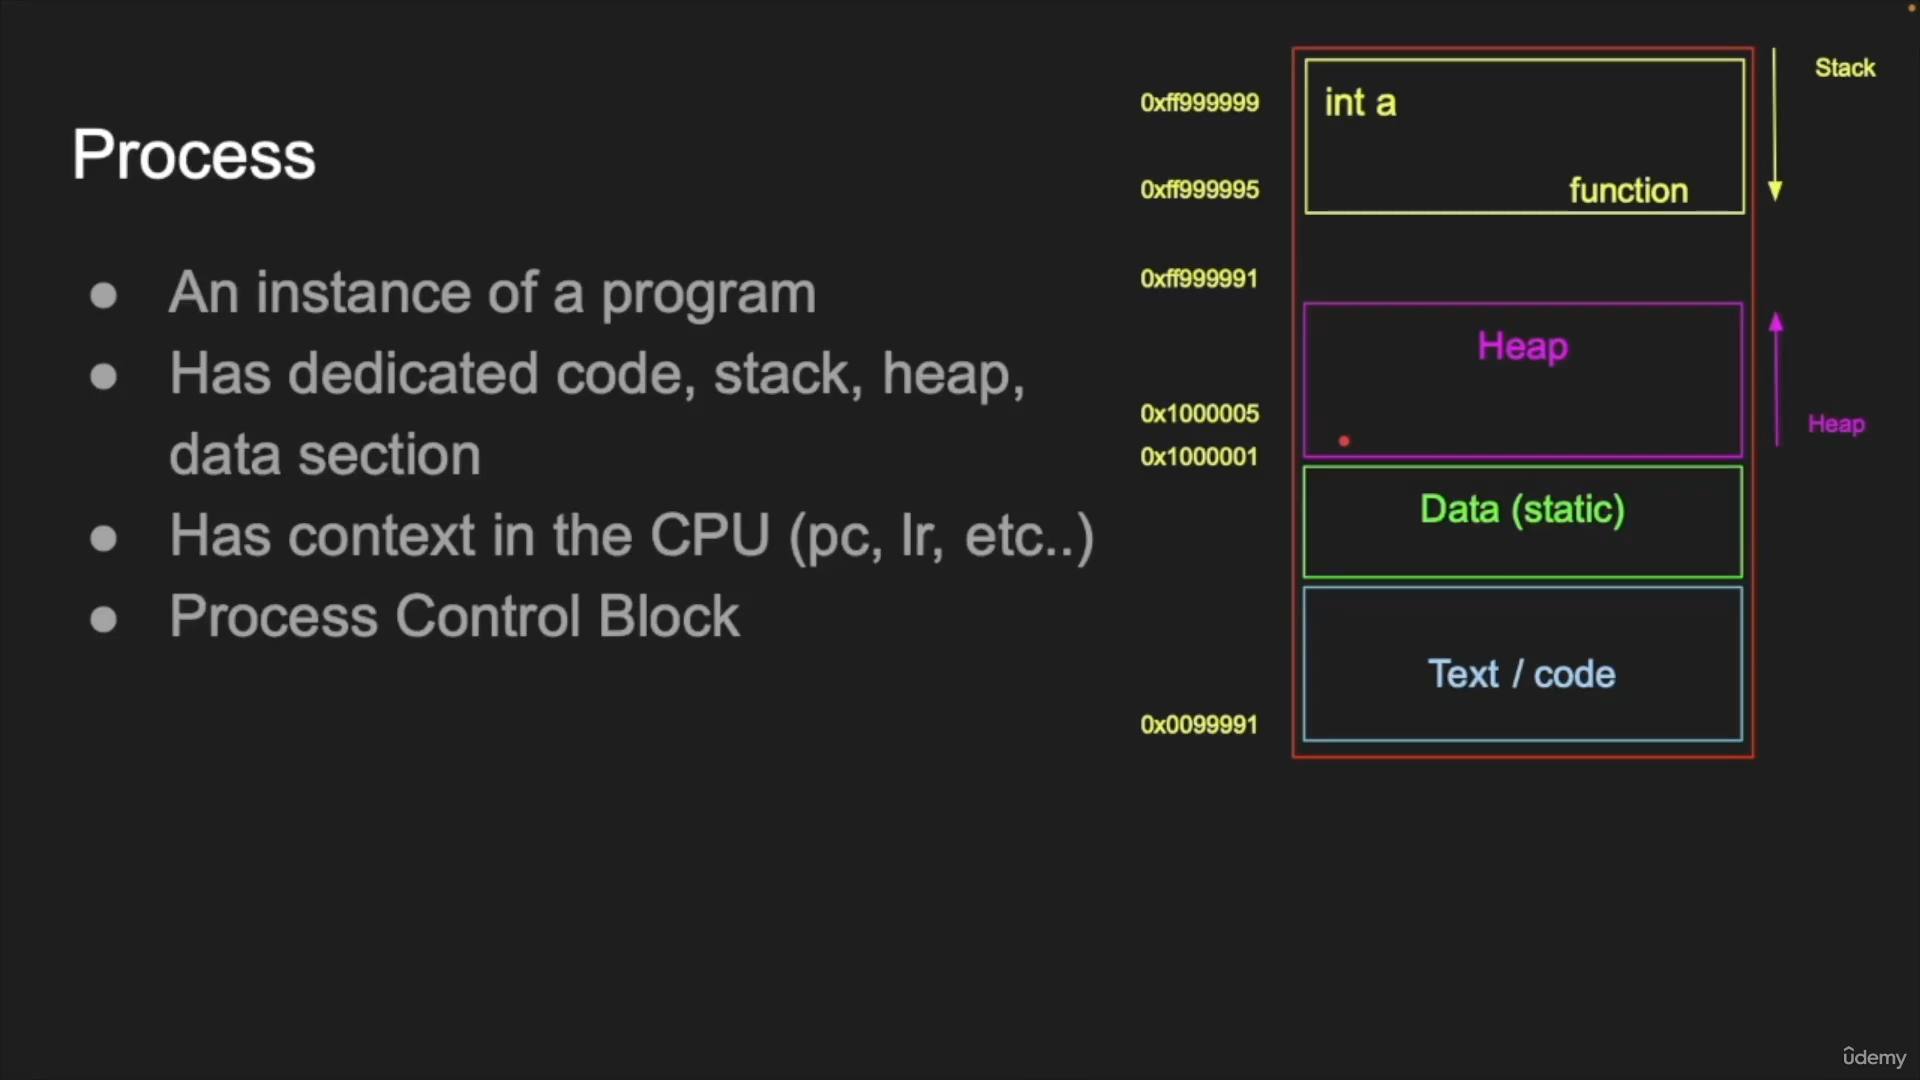 Process
● An instance of a program
● Has dedicated code, stack, heap,
data section
● Has context in the CPU (pc, lr, etc..)
● Process Control Block
0xff999999
0xff999995
0xff999991
0x1000005
0x1000001
0x0099991
int a
function
Heap
Data (static)
Text / code
Stack
Heap
ûdemy